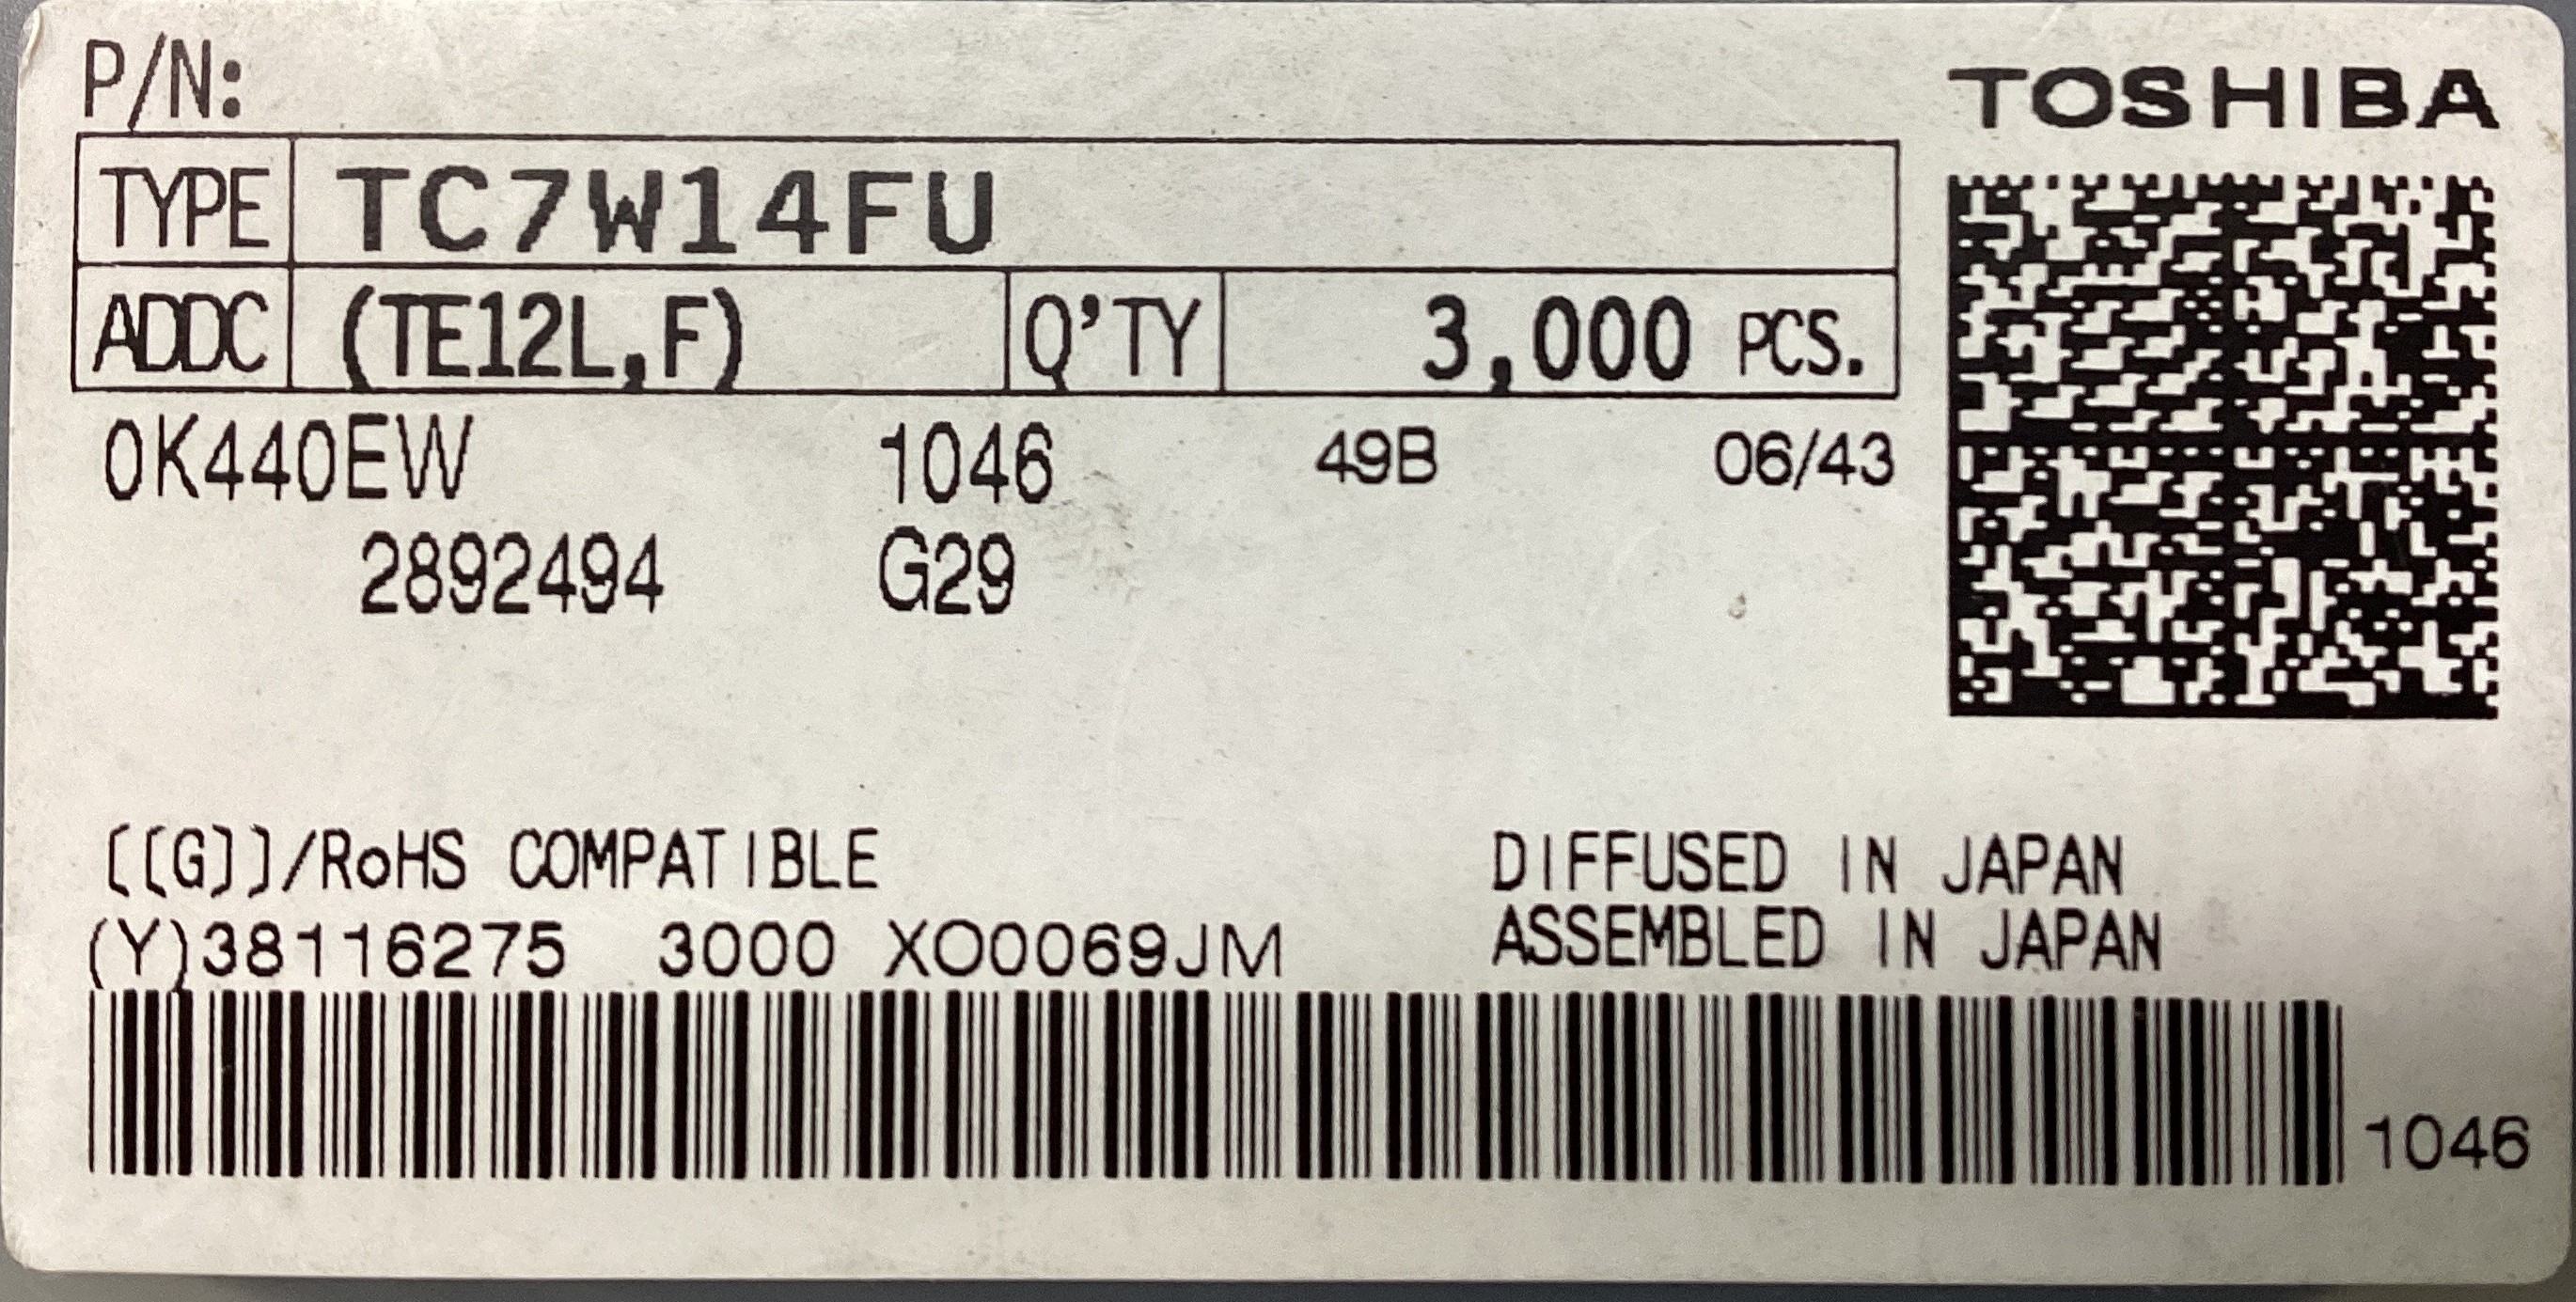 P/N:
TOSHIBA
TYPE TC7W14FU
ADDC (TE12L,F) Q'TY 3,000 PCS.
0K440EW 1046 49B 06/43
2892494 G29
[[G]]/RoHS COMPATIBLE
DIFFUSED IN JAPAN
(Y)38116275 3000 XO0069JM
ASSEMBLED IN JAPAN
1046